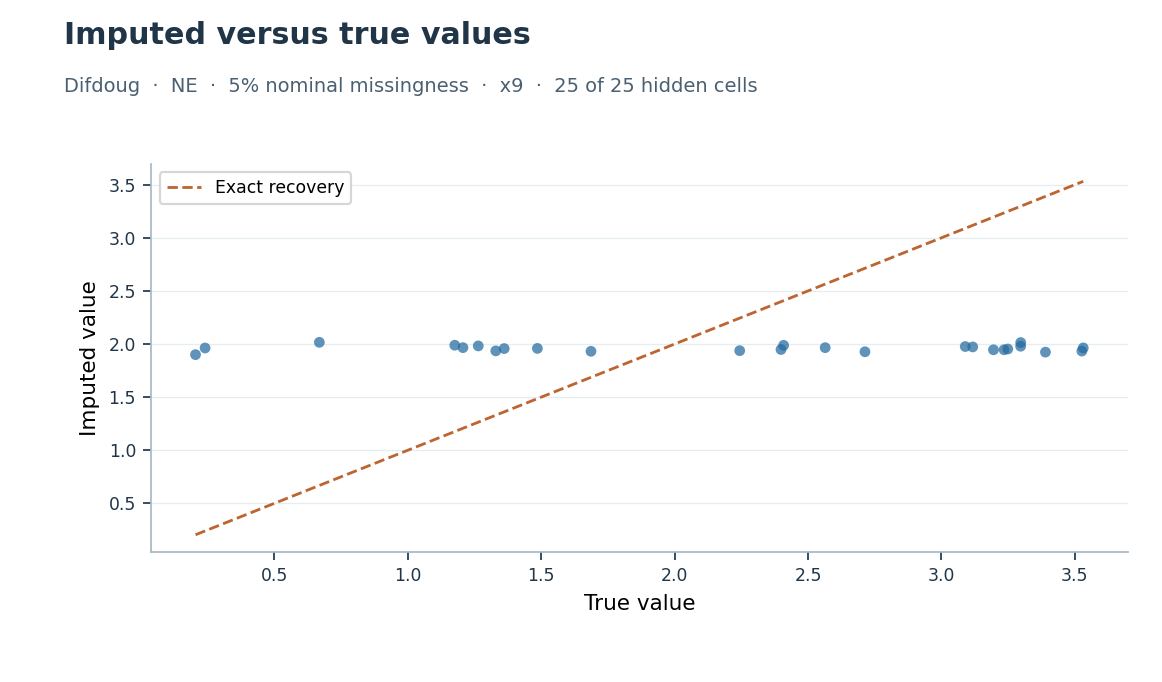 Imputed versus true values
Difdoug · NE · 5% nominal missingness · x9 · 25 of 25 hidden cells
Exact recovery
3.5
3.0
2.5
2.0
1.5
1.0
0.5
Imputed value
0.5 1.0 1.5 2.0 2.5 3.0 3.5
True value